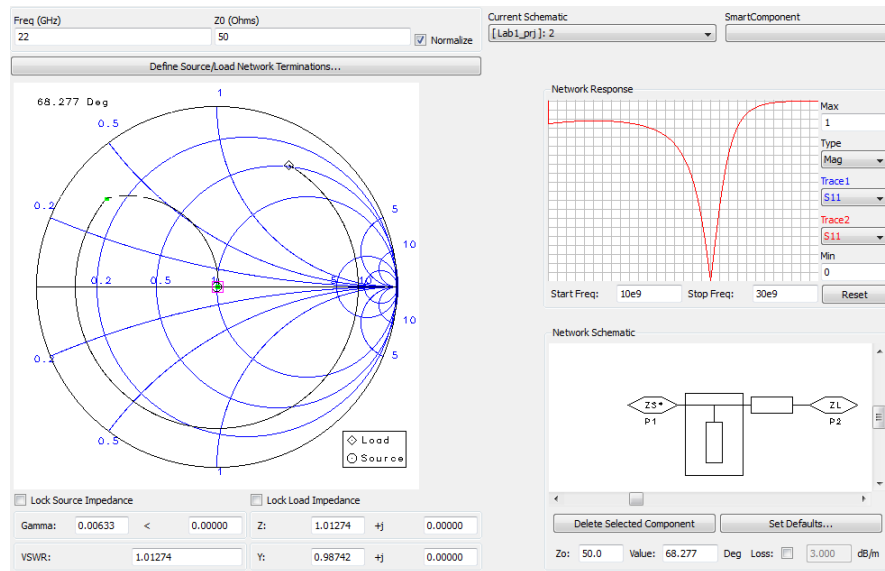 Freq (GHz)
Z0 (Ohms)
22
50
Normalize
Define Source/Load Network Terminations...
Current Schematic
SmartComponent
[ Lab1_prj ]: 2
68.277 Deg
1
0.5
0.2
5
10
0.2
0.5
1
5
10
10
5
0.2
0.5
1
Load
Source
Lock Source Impedance
Lock Load Impedance
Gamma:
0.00633
<
0.00000
Z:
1.01274
+j
0.00000
VSWR:
1.01274
Y:
0.98742
+j
0.00000
Network Response
Max
1
Type
Mag
Trace1
S11
Trace2
S11
Min
0
Start Freq:
10e9
Stop Freq:
30e9
Reset
Network Schematic
ZS*
P1
ZL
P2
Delete Selected Component
Set Defaults...
Zo:
50.0
Value:
68.277
Deg
Loss:
3.000
dB/m